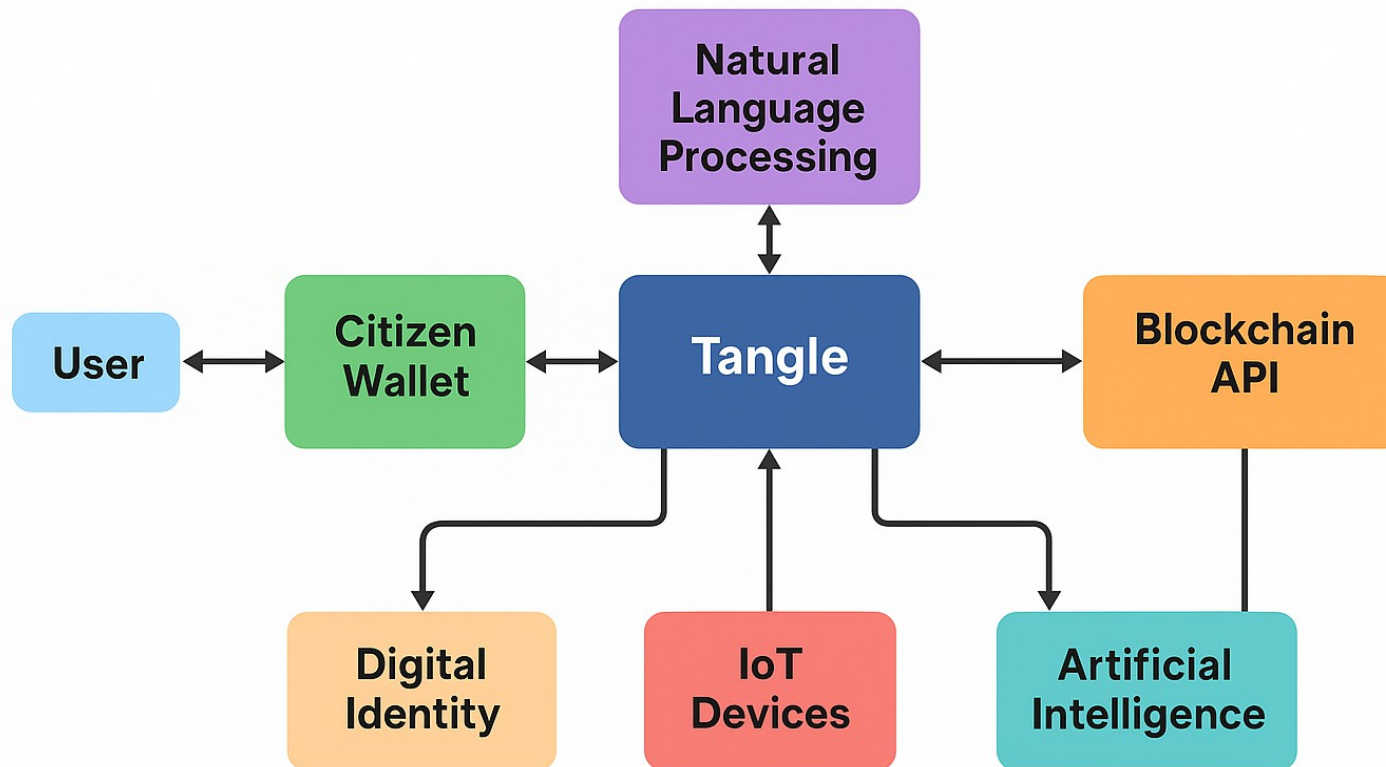 Natural
Language
Processing
User
Citizen
Wallet
Tangle
Blockchain
API
Digital
Identity
IoT
Devices
Artificial
Intelligence